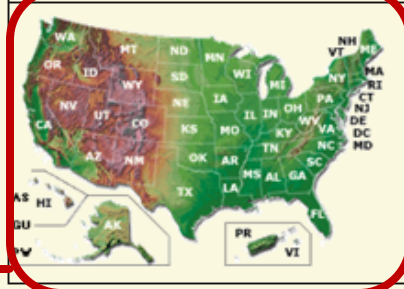 WA
MT
ND
MN
NH
VT
ME
OR
ID
SD
WI
MI
NY
MA
RI
WY
NE
IA
PA
CT
NV
UT
CO
IL
IN
OH
NJ
CA
KS
MO
KY
WV
VA
DE
DC
MD
AZ
NM
OK
AR
TN
NC
SC
TX
LA
MS
AL
GA
FL
AS
HI
GU
AK
PR
VI